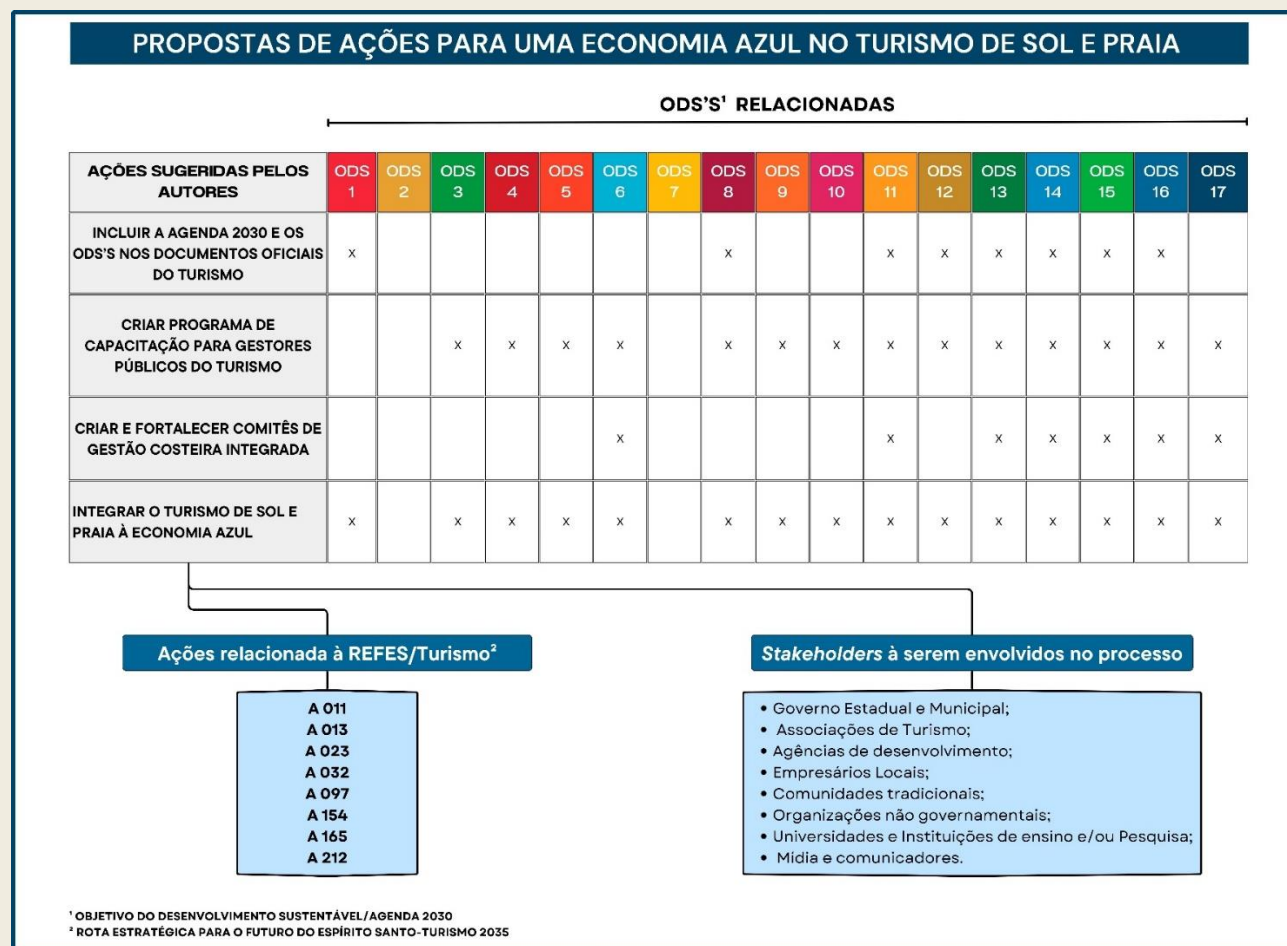 PROPOSTAS DE AÇÕES PARA UMA ECONOMIA AZUL NO TURISMO DE SOL E PRAIA
ODS'S¹ RELACIONADAS
AÇÕES SUGERIDAS PELOS
AUTORES
ODS 1
ODS 2
ODS 3
ODS 4
ODS 5
ODS 6
ODS 7
ODS 8
ODS 9
ODS 10
ODS 11
ODS 12
ODS 13
ODS 14
ODS 15
ODS 16
ODS 17
INCLUIR A AGENDA 2030 E OS
ODS'S NOS DOCUMENTOS OFICIAIS
DO TURISMO
X X X X X X X X
CRIAR PROGRAMA DE
CAPACITAÇÃO PARA GESTORES
PÚBLICOS DO TURISMO
X X X X X X X X X X X X X X
CRIAR E FORTALECER COMITÊS DE
GESTÃO COSTEIRA INTEGRADA
X X X X X X X
INTEGRAR O TURISMO DE SOL E
PRAIA À ECONOMIA AZUL
X X X X X X X X X X X X X X X
Ações relacionada à REFES/Turismo²
A 011
A 013
A 023
A 032
A 097
A 154
A 165
A 212
Stakeholders à serem envolvidos no processo
• Governo Estadual e Municipal;
• Associações de Turismo;
• Agências de desenvolvimento;
• Empresários Locais;
• Comunidades tradicionais;
• Organizações não governamentais;
• Universidades e Instituições de ensino e/ou Pesquisa;
• Mídia e comunicadores.
¹ OBJETIVO DO DESENVOLVIMENTO SUSTENTÁVEL/AGENDA 2030
² ROTA ESTRATÉGICA PARA O FUTURO DO ESPÍRITO SANTO-TURISMO 2035